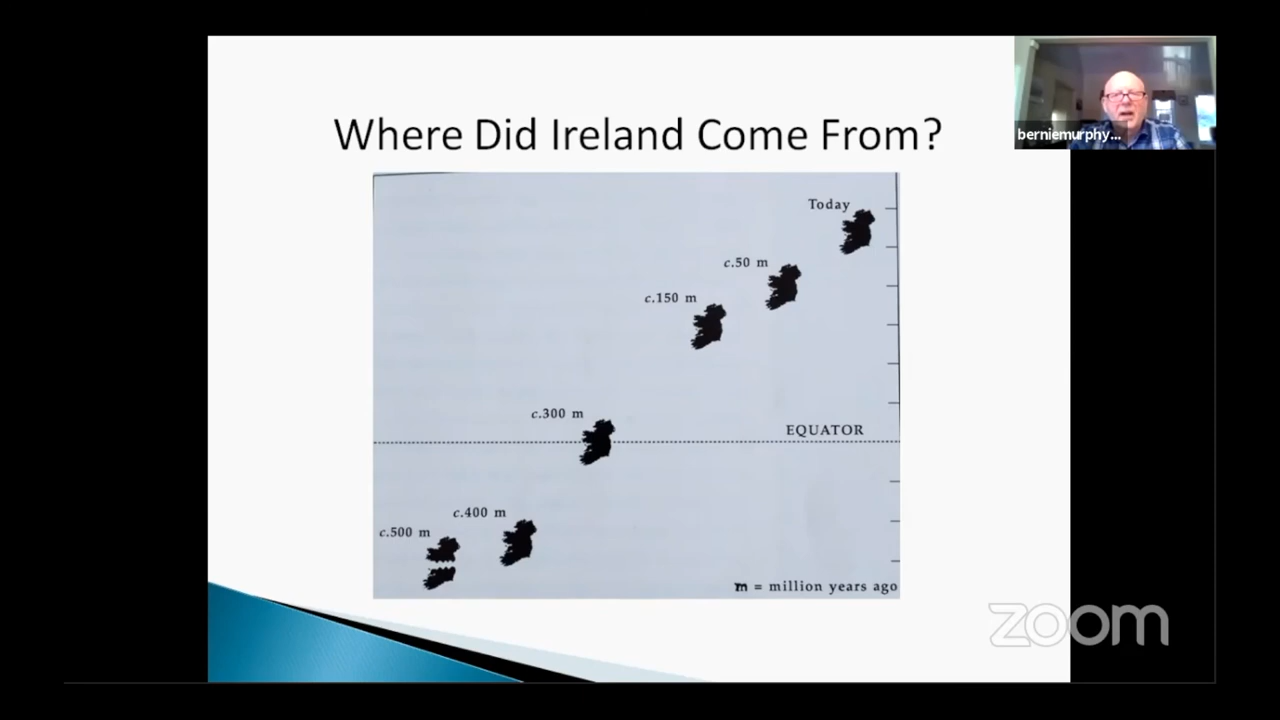 Where Did Ireland Come From?
berniemurphy...
Today
c.50 m
c.150 m
c.300 m
EQUATOR
c.400 m
c.500 m
m = million years ago
zoom